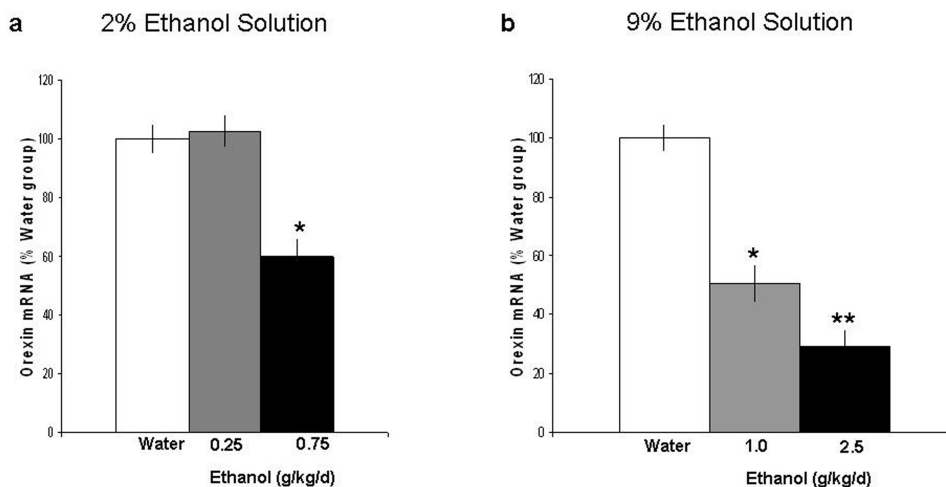 a
2% Ethanol Solution
Orexin mRNA (% Water group)
120
100
80
60
40
20
0
*
Water
0.25
0.75
Ethanol (g/kg/d)
b
9% Ethanol Solution
Orexin mRNA (% Water group)
120
100
80
60
40
20
0
*
**
Water
1.0
2.5
Ethanol (g/kg/d)